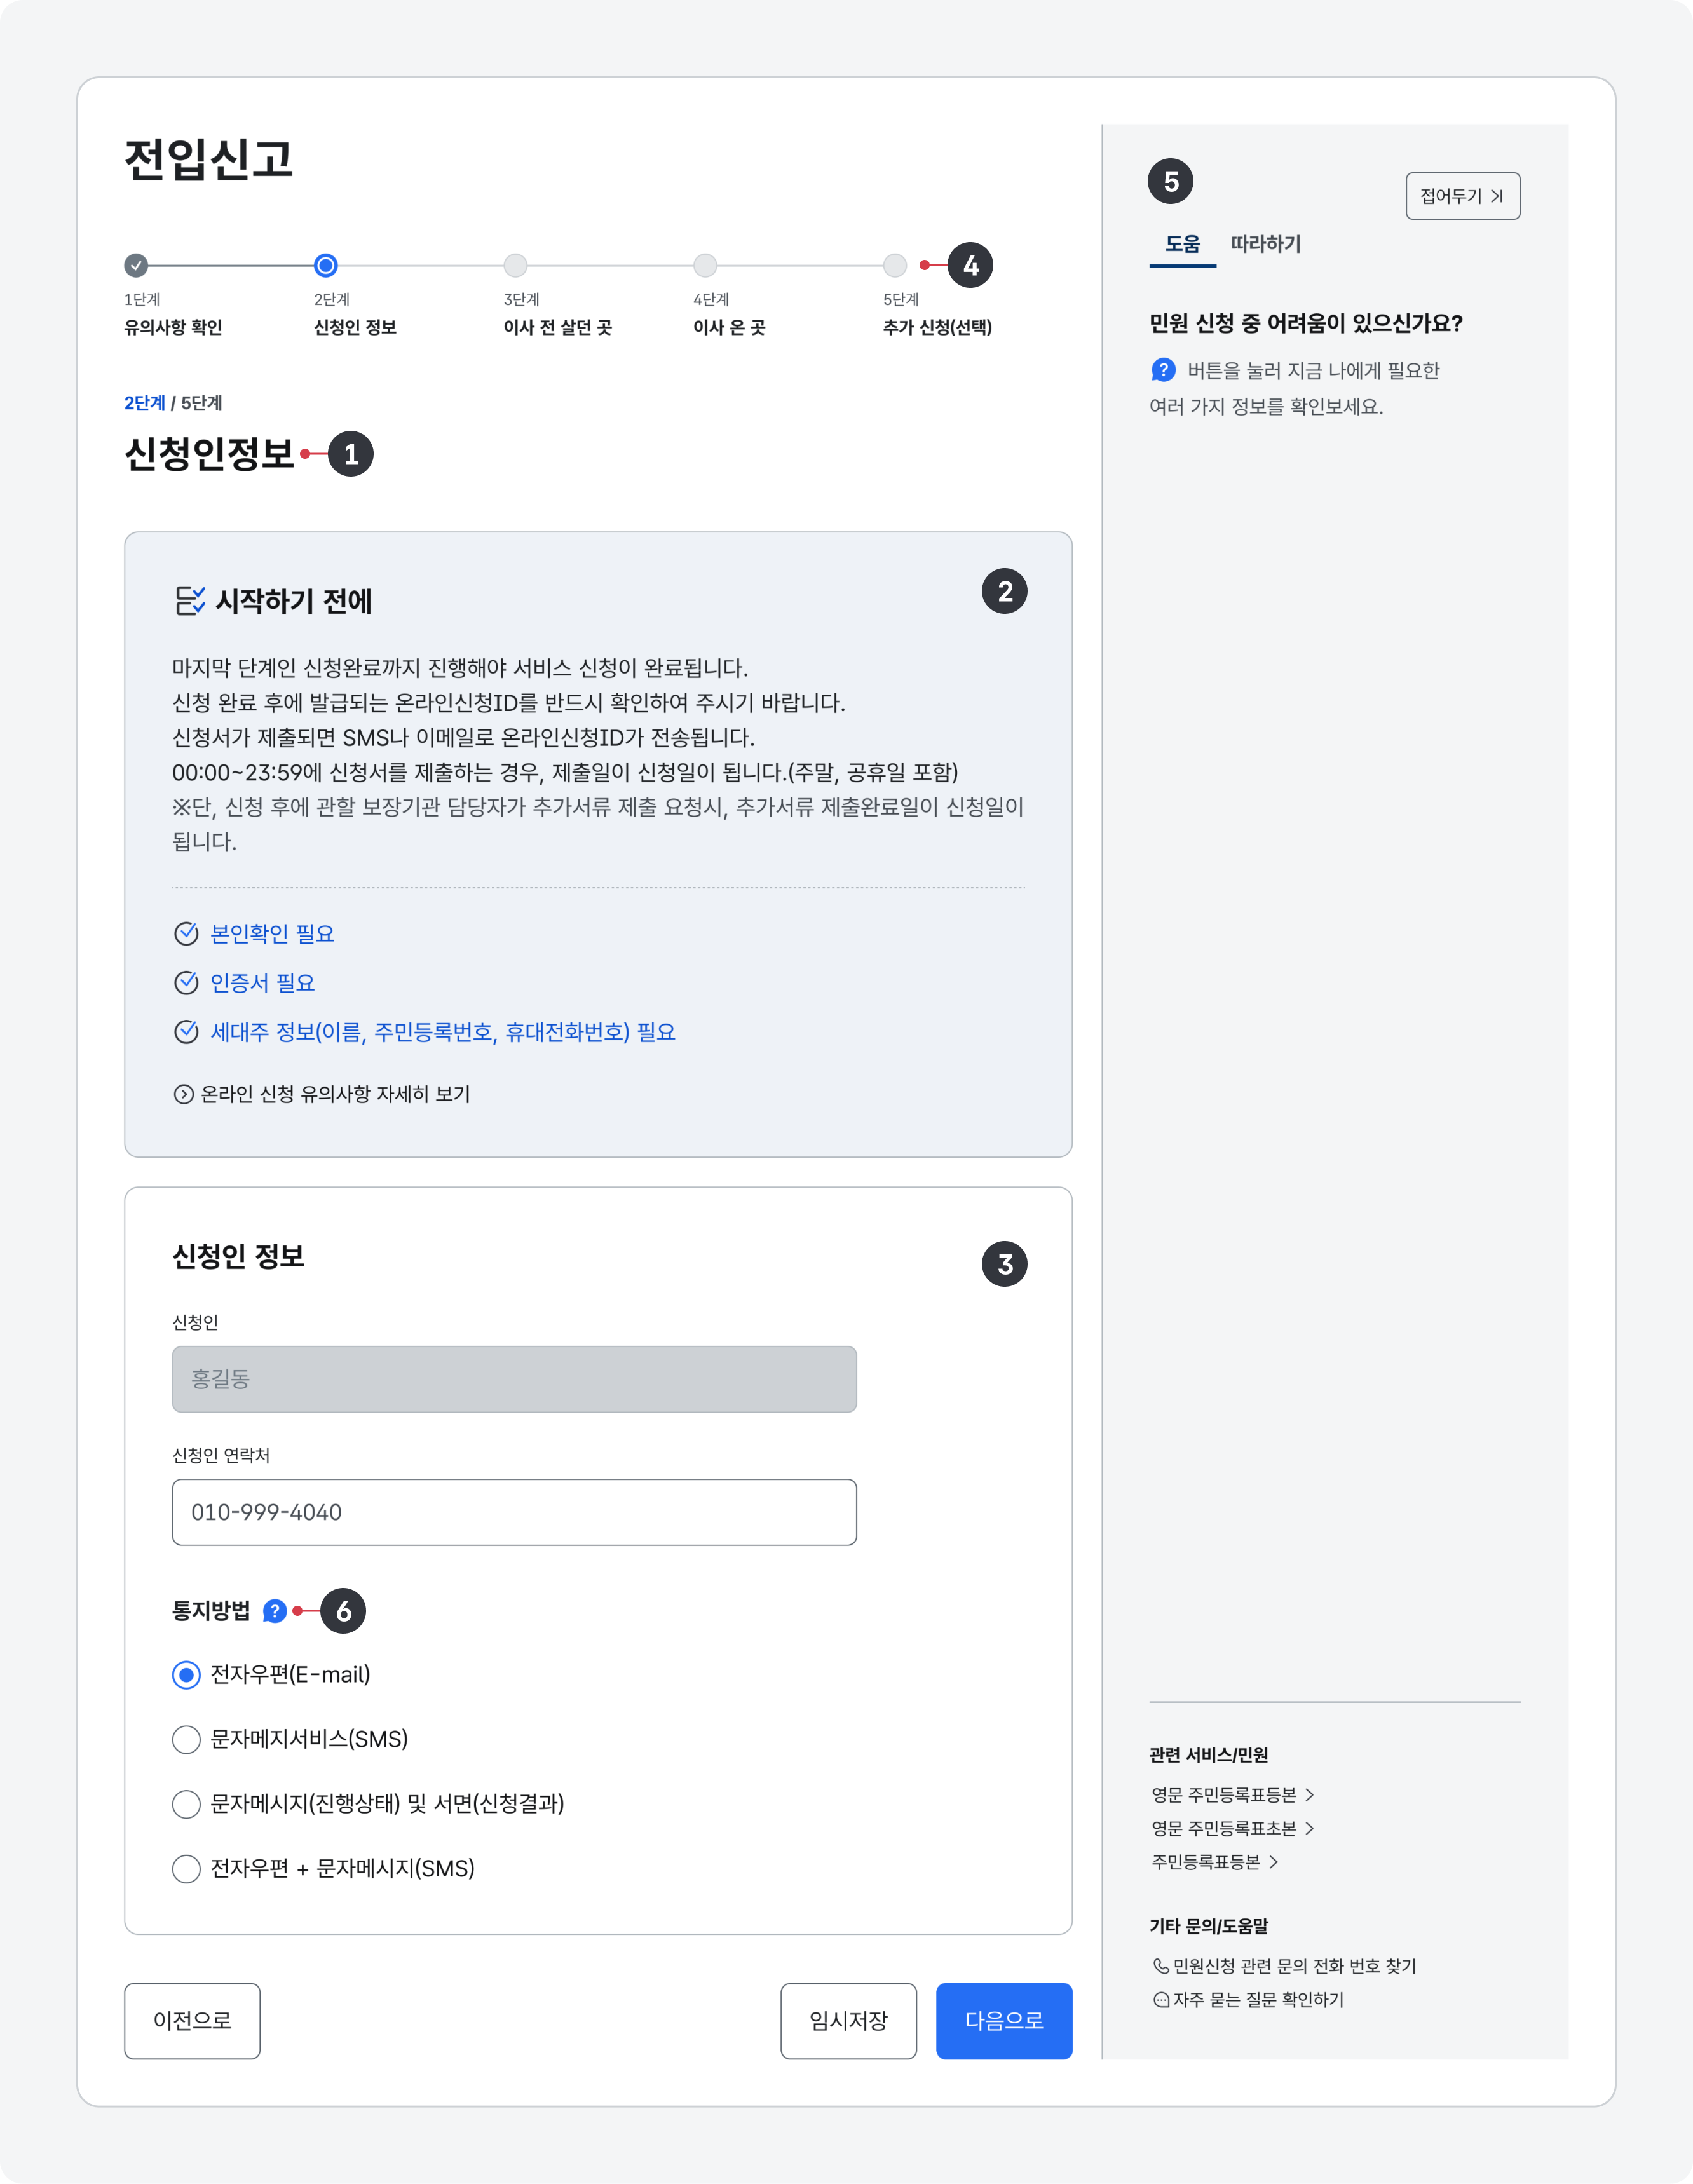 전입신고
4
1단계
유의사항 확인
2단계
신청인 정보
3단계
이사 전 살던 곳
4단계
이사 온 곳
5단계
추가 신청(선택)
2단계 / 5단계
신청인정보
1
시작하기 전에
2
마지막 단계인 신청완료까지 진행해야 서비스 신청이 완료됩니다.
신청 완료 후에 발급되는 온라인신청ID를 반드시 확인하여 주시기 바랍니다.
신청서가 제출되면 SMS나 이메일로 온라인신청ID가 전송됩니다.
00:00~23:59에 신청서를 제출하는 경우, 제출일이 신청일이 됩니다.(주말, 공휴일 포함)
※단, 신청 후에 관할 보장기관 담당자가 추가서류 제출 요청시, 추가서류 제출완료일이 신청일이
됩니다.
본인확인 필요
인증서 필요
세대주 정보(이름, 주민등록번호, 휴대전화번호) 필요
온라인 신청 유의사항 자세히 보기
신청인 정보
3
신청인
홍길동
신청인 연락처
010-999-4040
통지방법 ?
6
전자우편(E-mail)
문자메지서비스(SMS)
문자메시지(진행상태) 및 서면(신청결과)
전자우편 + 문자메시지(SMS)
이전으로
임시저장
다음으로
5
접어두기
도움
따라하기
민원 신청 중 어려움이 있으신가요?
? 버튼을 눌러 지금 나에게 필요한
여러 가지 정보를 확인보세요.
관련 서비스/민원
영문 주민등록표등본
영문 주민등록표초본
주민등록표등본
기타 문의/도움말
민원신청 관련 문의 전화 번호 찾기
자주 묻는 질문 확인하기